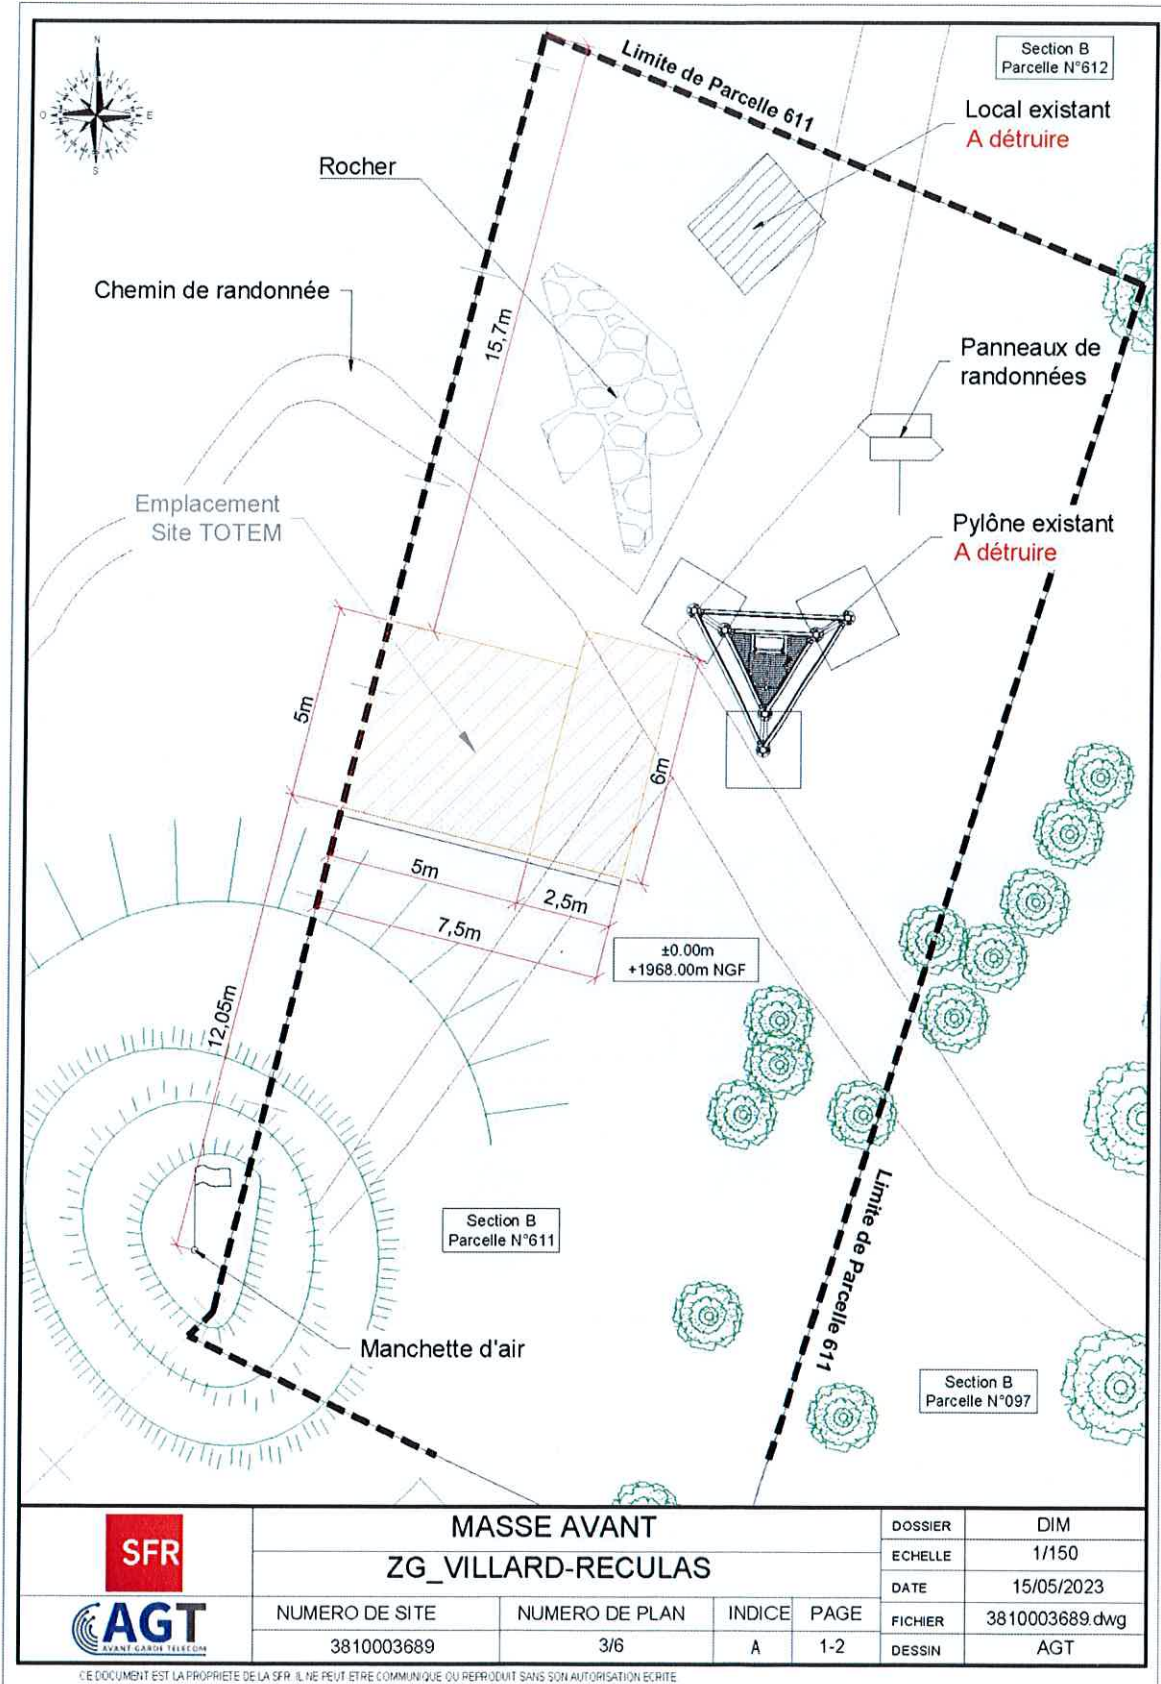 N
O
E
S
Limite de Parcelle 611
Section B
Parcelle N°612
Local existant
A détruire
Rocher
Chemin de randonnée
15,7m
Panneaux de
randonnées
Emplacement
Site TOTEM
Pylône existant
A détruire
5m
6m
5m
2,5m
7,5m
±0.00m
+1968.00m NGF
12,05m
Section B
Parcelle N°611
Limite de Parcelle 611
Manchette d'air
Section B
Parcelle N°097
SFR
AGT
AVANT-GARDE TELECOM
MASSE AVANT
ZG_VILLARD-RECULAS
NUMERO DE SITE
NUMERO DE PLAN
INDICE
PAGE
3810003689
3/6
A
1-2
DOSSIER
DIM
ECHELLE
1/150
DATE
15/05/2023
FICHIER
3810003689.dwg
DESSIN
AGT
CE DOCUMENT EST LA PROPRIETE DE LA SFR. IL NE PEUT ETRE COMMUNIQUE OU REPRODUIT SANS SON AUTORISATION ECRITE